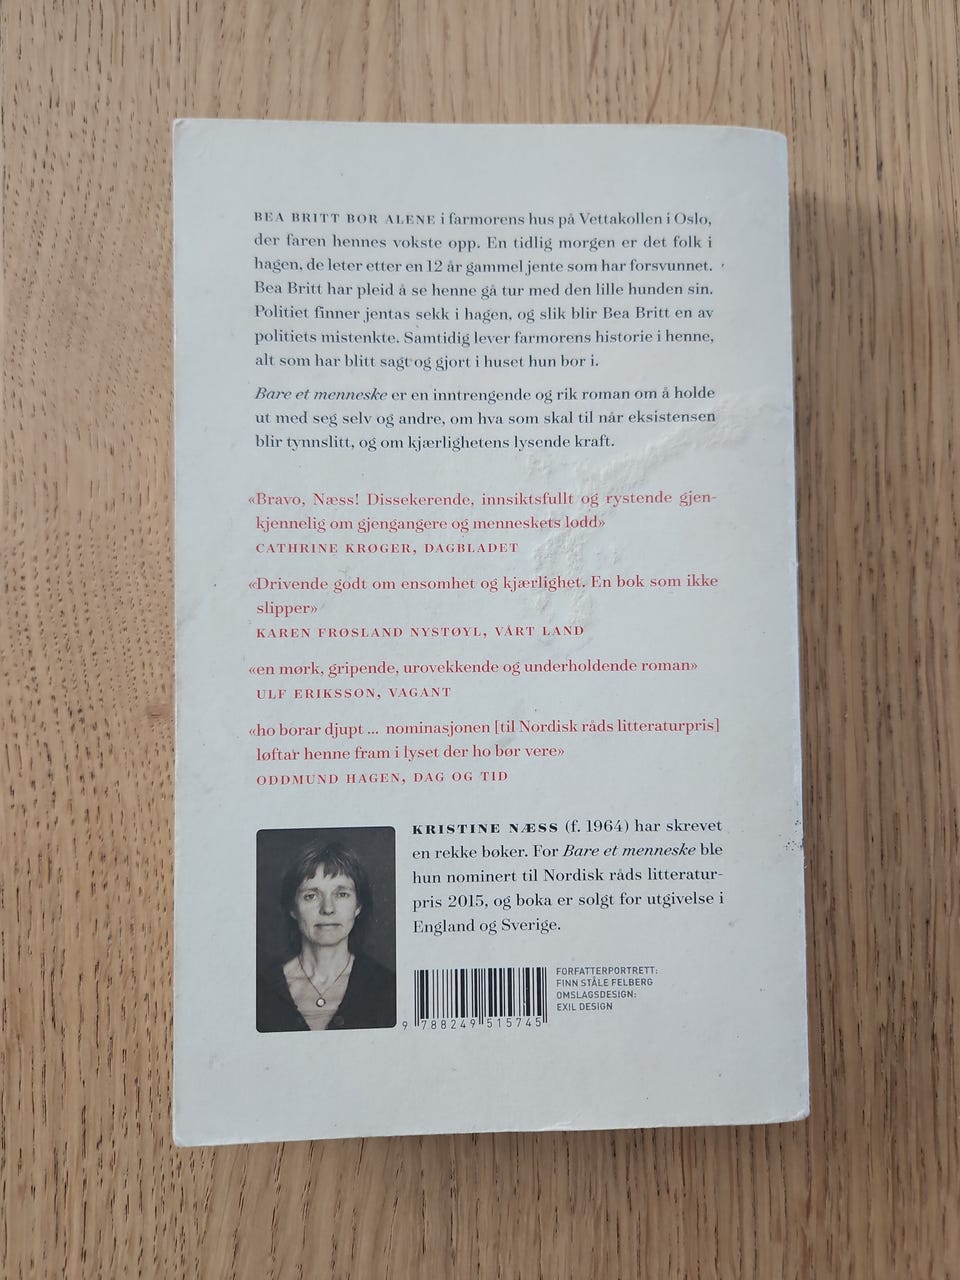 BEA BRITT BOR ALENE i farmorens hus på Vettakollen i Oslo,
der faren hennes vokste opp. En tidlig morgen er det folk i
hagen, de leter etter en 12 år gammel jente som har forsvunnet.
Bea Britt har pleid å se henne gå tur med den lille hunden sin.
Politiet finner jentas sekk i hagen, og slik blir Bea Britt en av
politiets mistenkte. Samtidig lever farmorens historie i henne,
alt som har blitt sagt og gjort i huset hun bor i.
Bare et menneske er en inntrengende og rik roman om å holde
ut med seg selv og andre, om hva som skal til når eksistensen
blir tynnslitt, og om kjærlighetens lysende kraft.
«Bravo, Næss! Dissekerende, innsiktsfullt og rystende gjen-
kjennelig om gjengangere og menneskets lodd»
CATHRINE KRØGER, DAGBLADET
«Drivende godt om ensomhet og kjærlighet. En bok som ikke
slipper»
KAREN FRØSLAND NYSTØYL, VÅRT LAND
«en mørk, gripende, urovekkende og underholdende roman»
ULF ERIKSSON, VAGANT
«ho borar djupt ... nominasjonen [til Nordisk råds litteraturpris]
løftar henne fram i lyset der ho bør vere»
ODDMUND HAGEN, DAG OG TID
KRISTINE NÆSS (f. 1964) har skrevet
en rekke bøker. For Bare et menneske ble
hun nominert til Nordisk råds litteratur-
pris 2015, og boka er solgt for utgivelse i
England og Sverige.
FORFATTERPORTRETT:
FINN STÅLE FELBERG
OMSLAGSDESIGN:
EXIL DESIGN
9 788249 515745